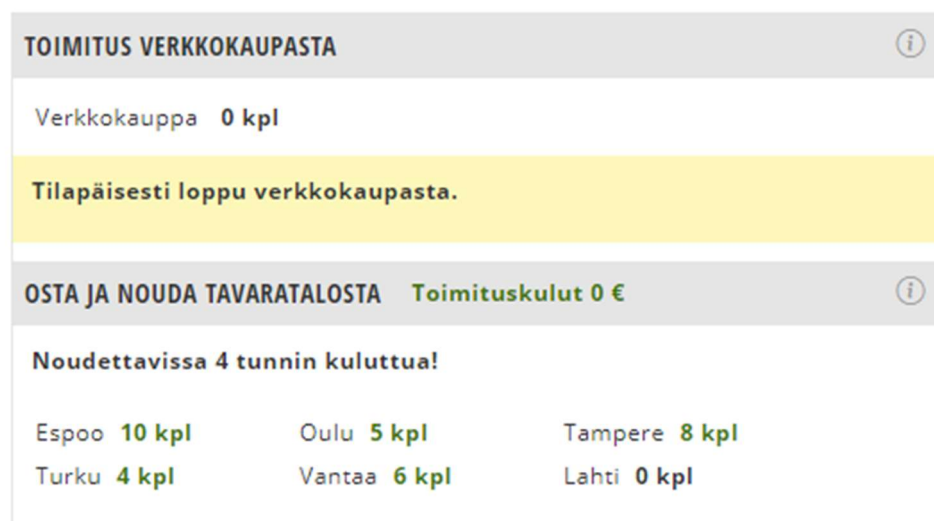 TOIMITUS VERKKOKAUPASTA
Verkkokauppa 0 kpl
Tilapäisesti loppu verkkokaupasta.
OSTA JA NOUDA TAVARATALOSTA Toimituskulut 0 €
Noudettavissa 4 tunnin kuluttua!
Espoo 10 kpl Oulu 5 kpl Tampere 8 kpl
Turku 4 kpl Vantaa 6 kpl Lahti 0 kpl